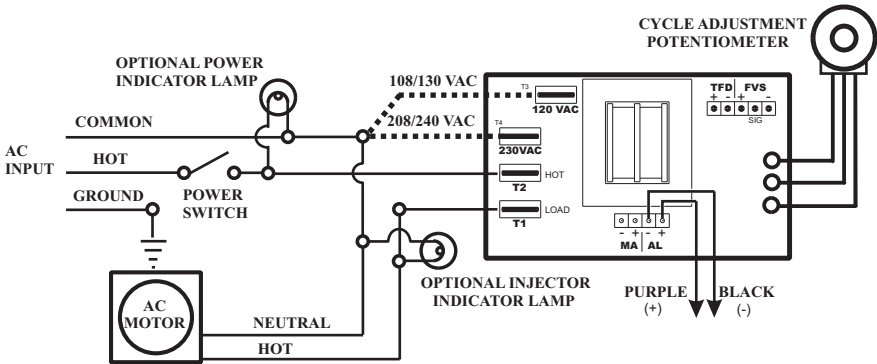 CYCLE ADJUSTMENT
POTENTIOMETER
OPTIONAL POWER
INDICATOR LAMP
108/130 VAC
T3
120 VAC
TFD FVS
+ - + -
SIG
COMMON
208/240 VAC
T4
230VAC
AC
INPUT
HOT
T2
HOT
GROUND
POWER
SWITCH
T1
LOAD
- + - +
MA AL
OPTIONAL INJECTOR
INDICATOR LAMP
PURPLE
(+)
BLACK
(-)
AC
MOTOR
NEUTRAL
HOT